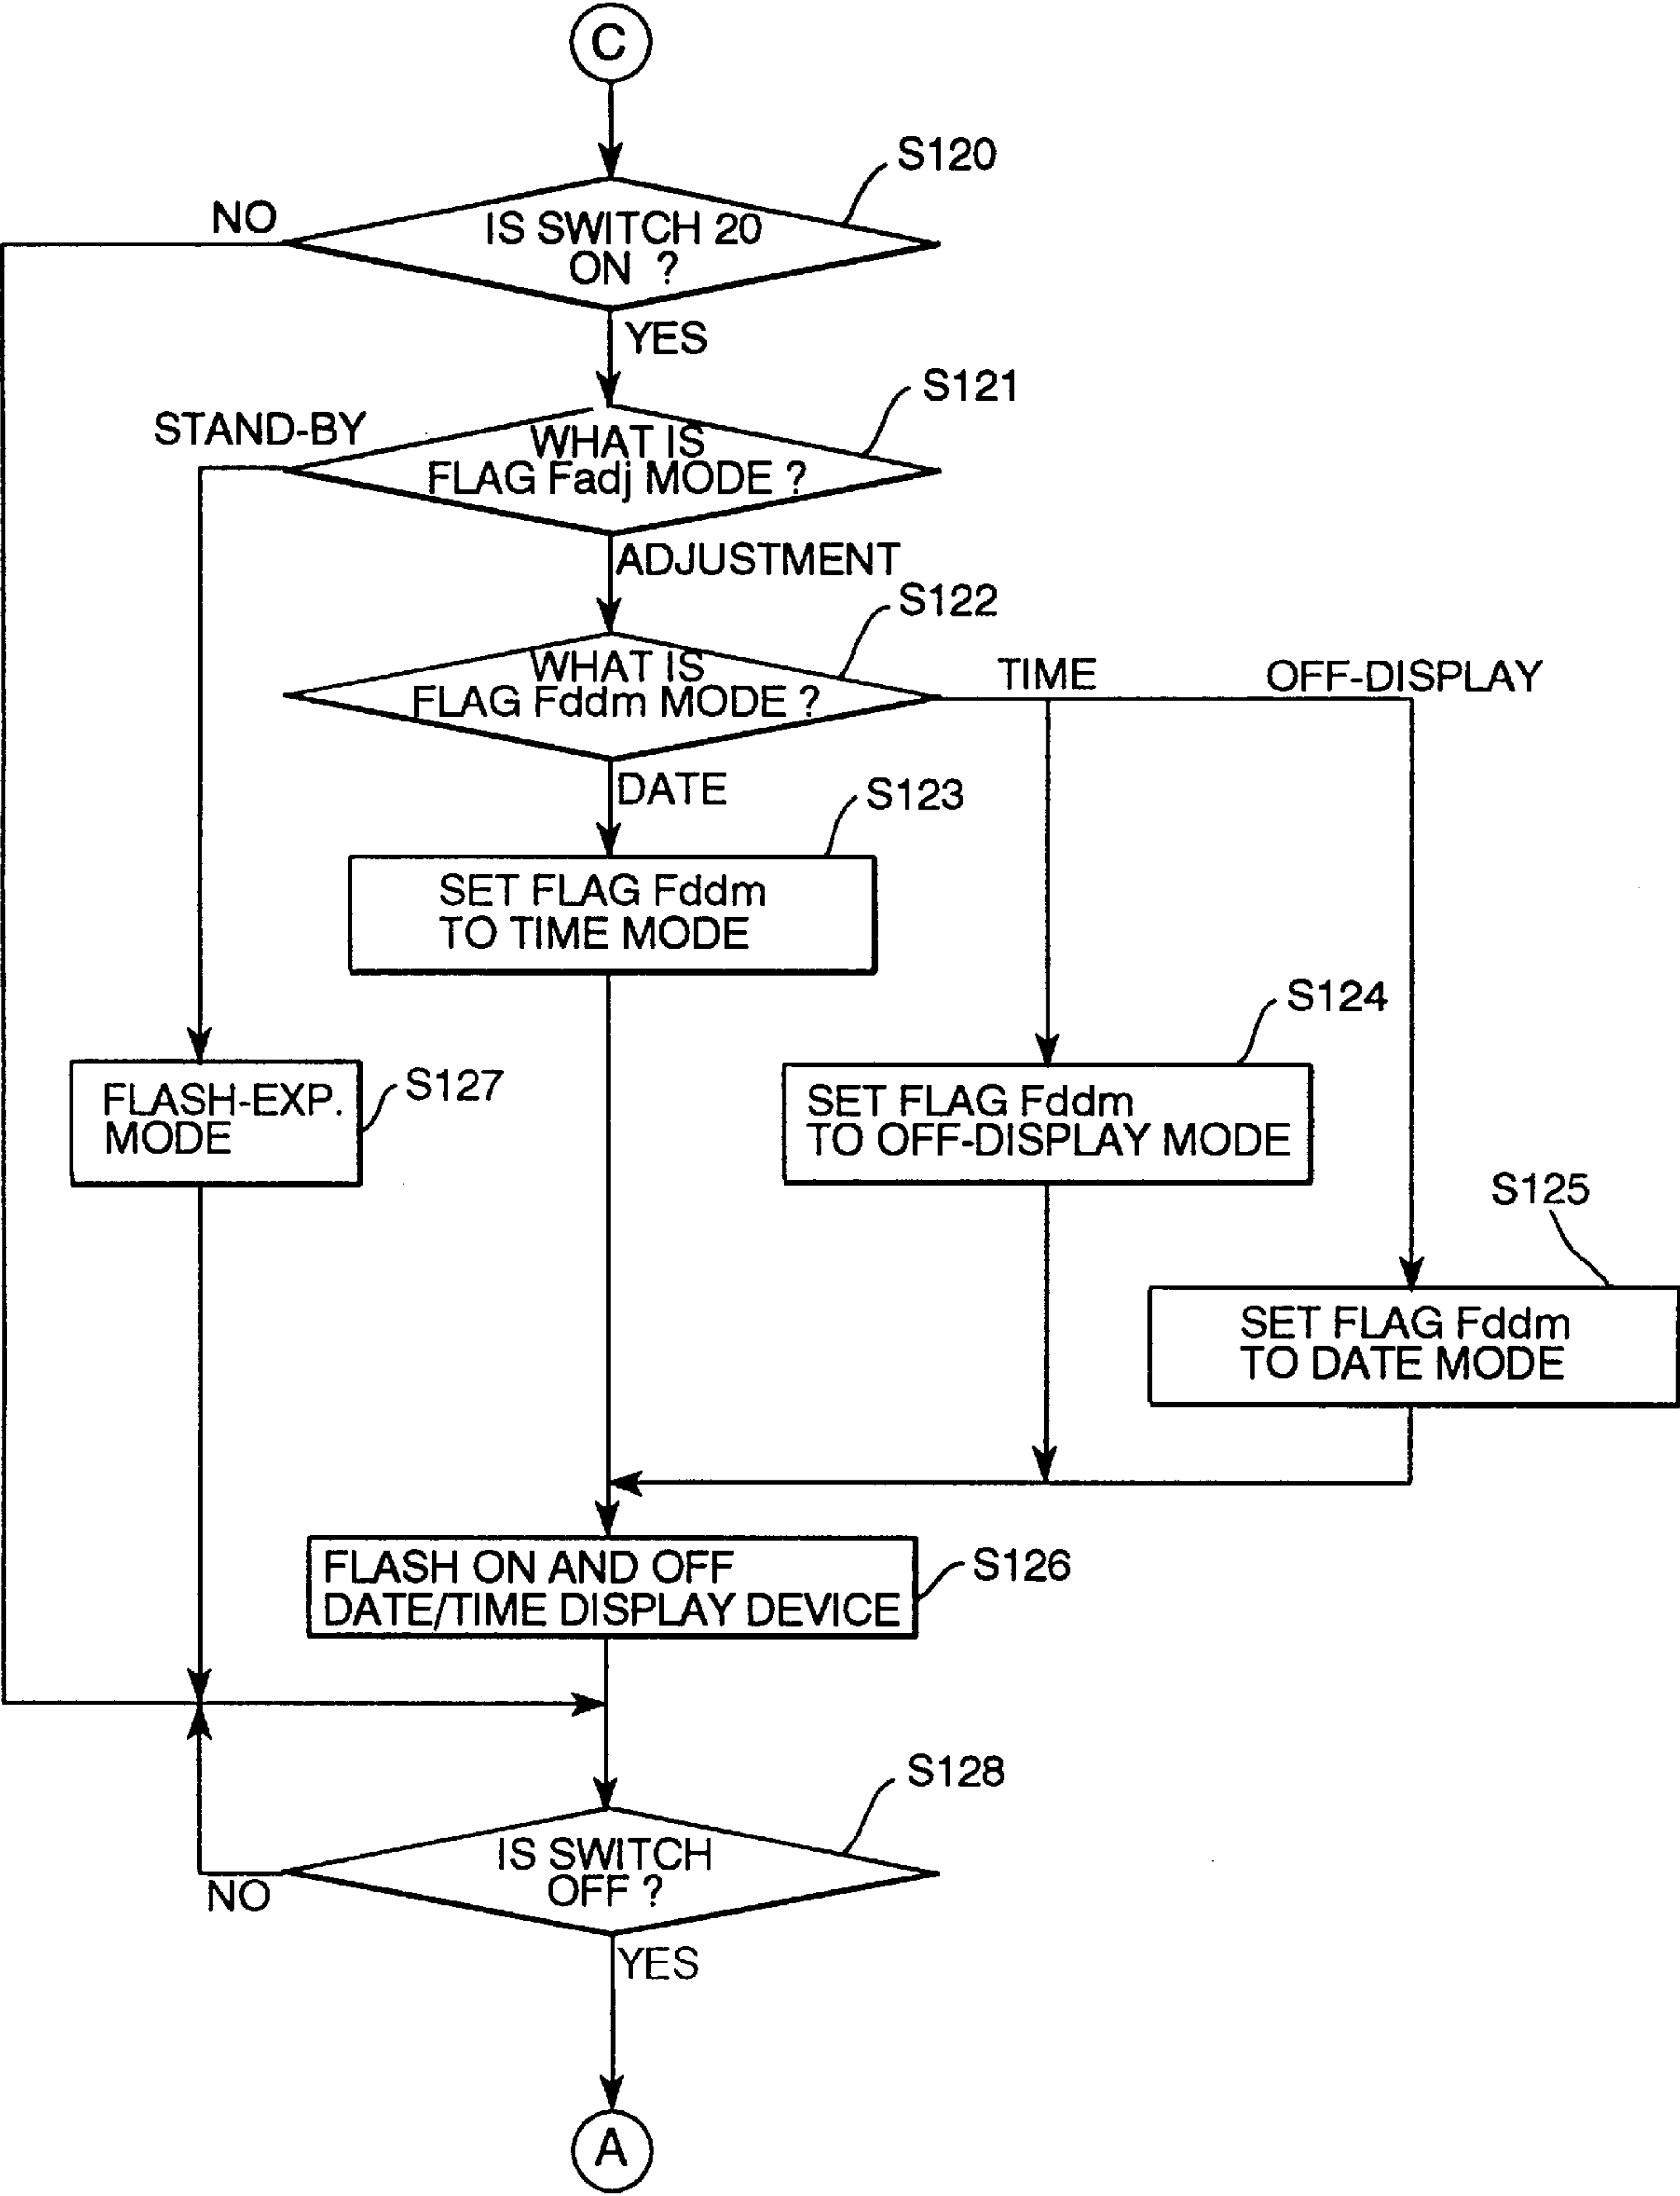 C
S120
NO
IS SWITCH 20
ON ?
YES
S121
STAND-BY
WHAT IS
FLAG Fadj MODE ?
ADJUSTMENT
S122
WHAT IS
FLAG Fddm MODE ?
TIME
OFF-DISPLAY
DATE
S123
SET FLAG Fddm
TO TIME MODE
S124
FLASH-EXP.
MODE
S127
SET FLAG Fddm
TO OFF-DISPLAY MODE
S125
SET FLAG Fddm
TO DATE MODE
FLASH ON AND OFF
DATE/TIME DISPLAY DEVICE
S126
S128
IS SWITCH
OFF ?
NO
YES
A